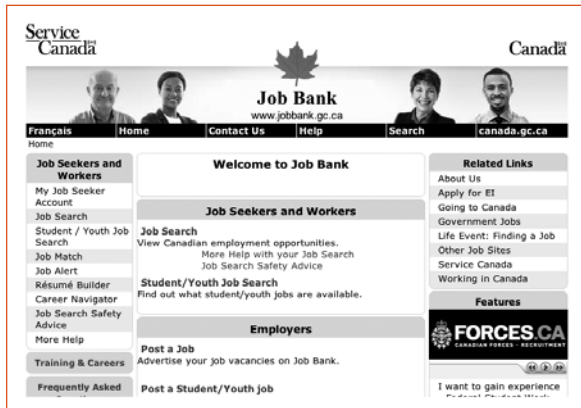 Service
Canada
Canada
Job Bank
www.jobbank.gc.ca
Français Home Contact Us Help Search canada.gc.ca
Home
Job Seekers and
Workers
My Job Seeker
Account
Job Search
Student / Youth Job
Search
Job Match
Job Alert
Résumé Builder
Career Navigator
Job Search Safety
Advice
More Help
Training & Careers
Frequently Asked
Welcome to Job Bank
Job Seekers and Workers
Job Search
View Canadian employment opportunities.
More Help with your Job Search
Job Search Safety Advice
Student/Youth Job Search
Find out what student/youth jobs are available.
Employers
Post a Job
Advertise your job vacancies on Job Bank.
Post a Student/Youth job
Related Links
About Us
Apply for EI
Going to Canada
Government Jobs
Life Event: Finding a Job
Other Job Sites
Service Canada
Working in Canada
Features
FORCES.CA
CANADIAN FORCES - RECRUITMENT
I want to gain experience
Federal Student Work